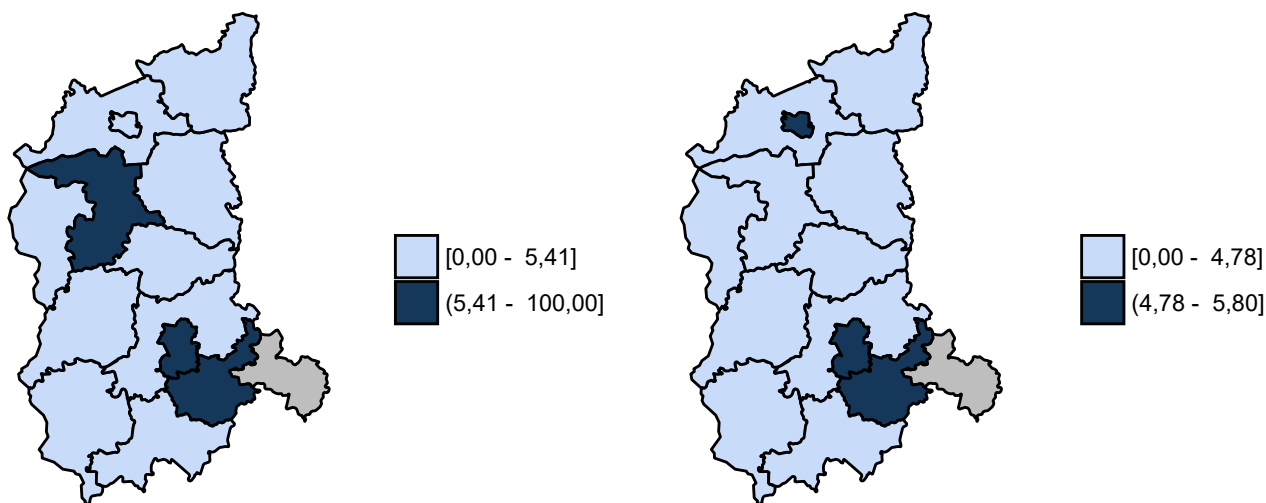 [0,00 - 5,41]
(5,41 - 100,00]
[0,00 - 4,78]
(4,78 - 5,80]